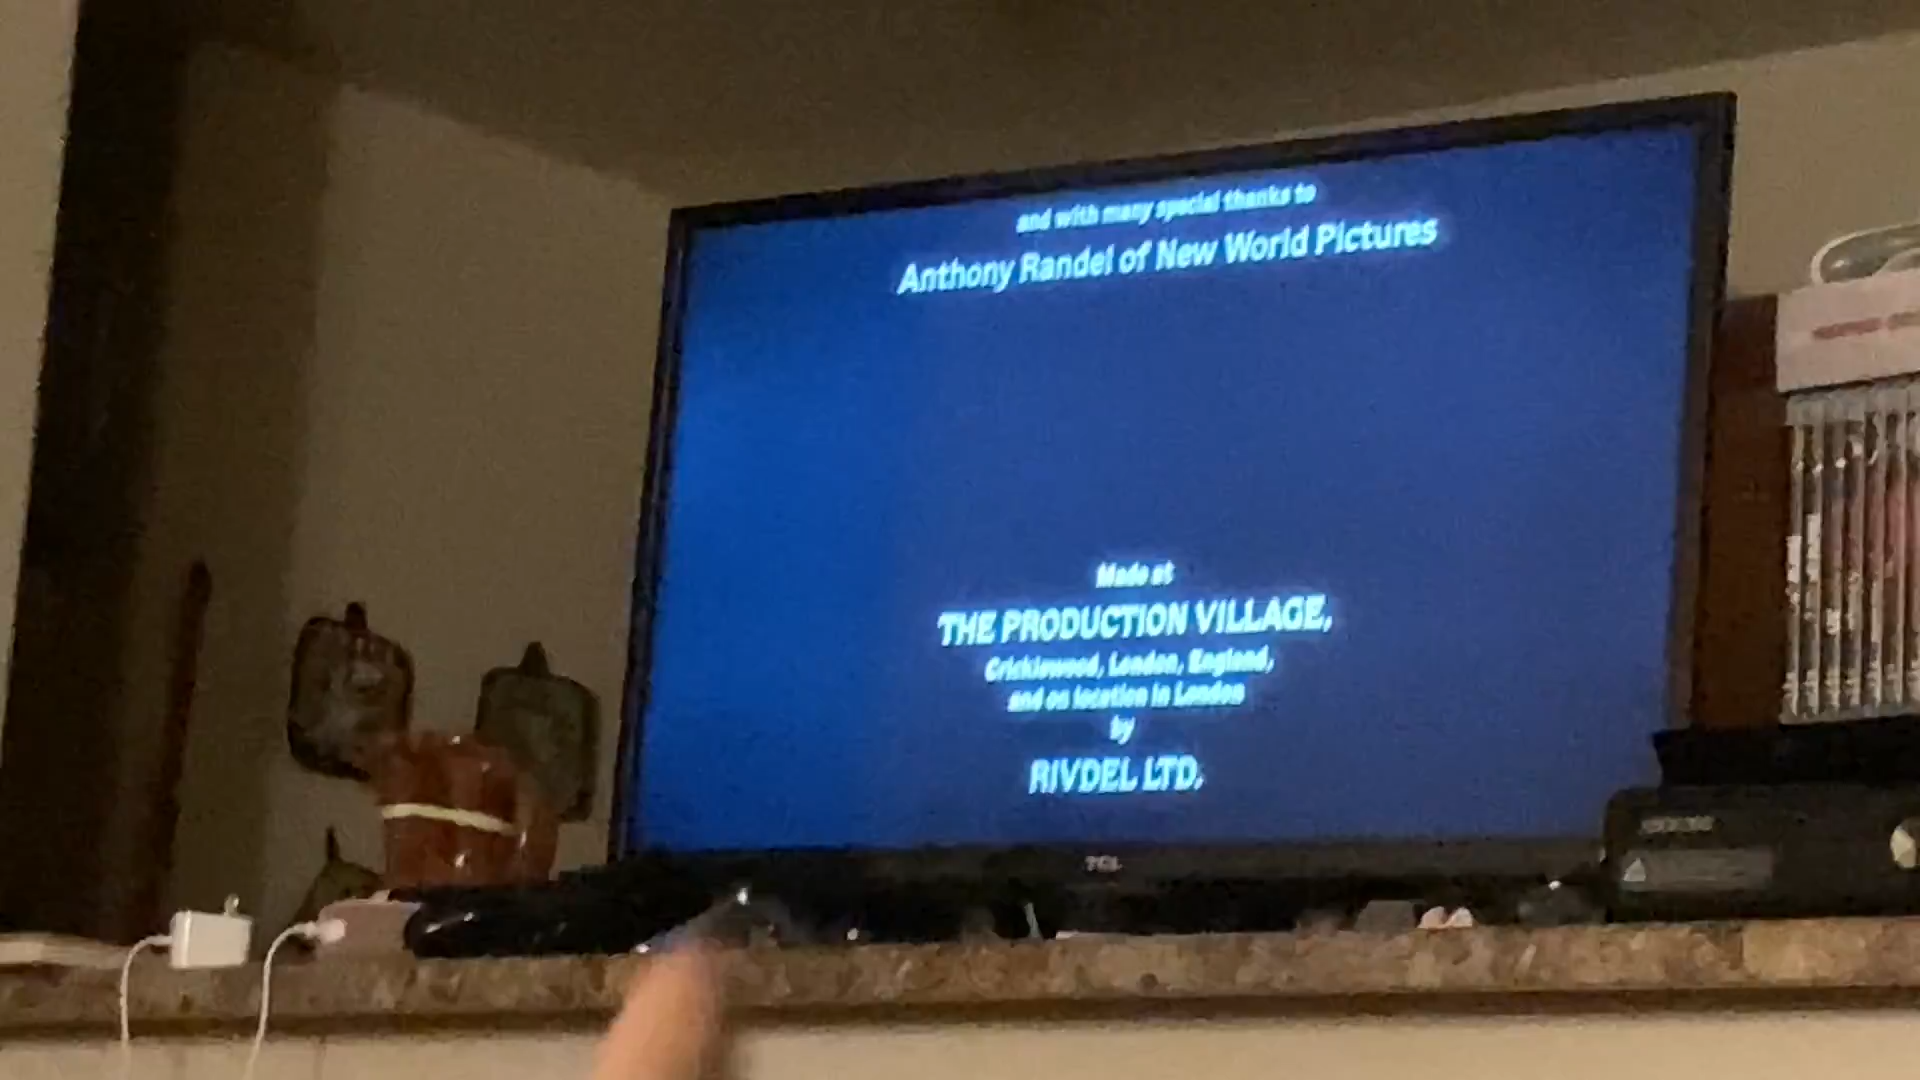 and with many special thanks to
Anthony Randel of New World Pictures
Made at
THE PRODUCTION VILLAGE,
Cricklewood, London, England,
and on location in London
by
RIVDEL LTD.
TCL